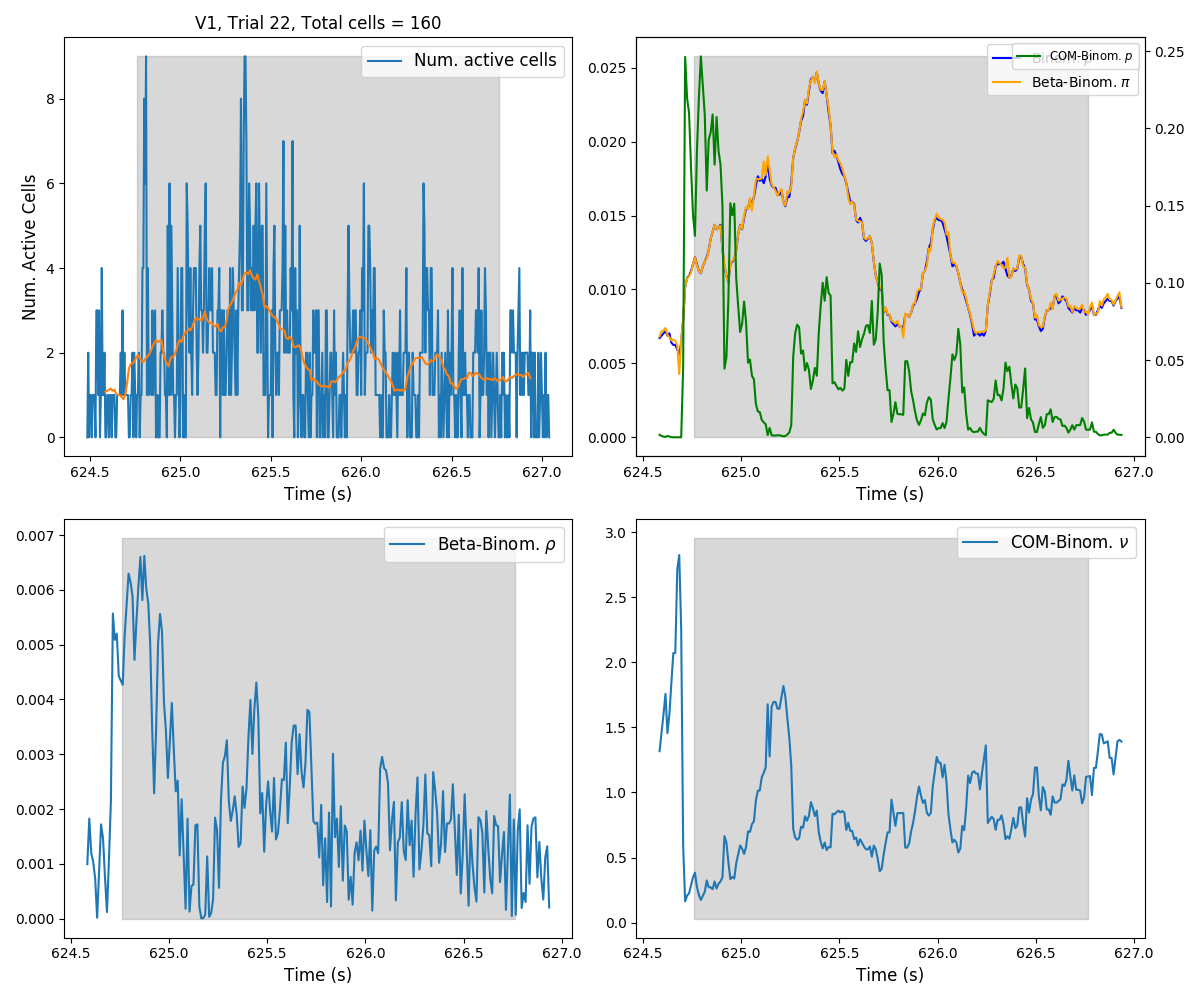 V1, Trial 22, Total cells = 160
Num. active cells
Num. Active Cells
8
6
4
2
0
624.5 625.0 625.5 626.0 626.5 627.0
Time (s)
COM-Binom. p
Beta-Binom. π
0.025
0.020
0.015
0.010
0.005
0.000
0.25
0.20
0.15
0.10
0.05
0.00
624.5 625.0 625.5 626.0 626.5 627.0
Time (s)
Beta-Binom. ρ
0.007
0.006
0.005
0.004
0.003
0.002
0.001
0.000
624.5 625.0 625.5 626.0 626.5 627.0
Time (s)
COM-Binom. ν
3.0
2.5
2.0
1.5
1.0
0.5
0.0
624.5 625.0 625.5 626.0 626.5 627.0
Time (s)